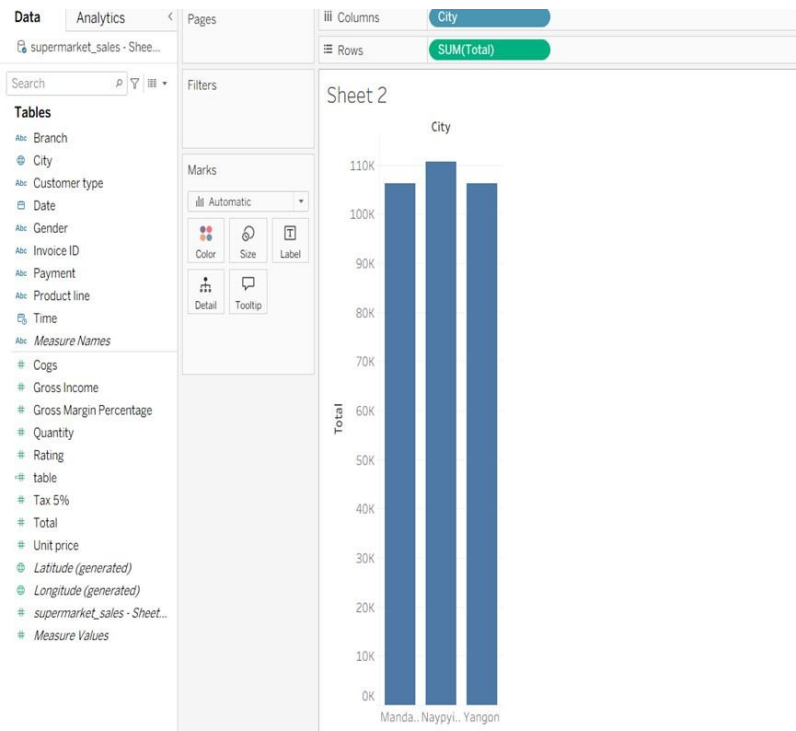 Data
Analytics
supermarket_sales - Shee...
Search
Tables
Abc Branch
City
Abc Customer type
Date
Abc Gender
Abc Invoice ID
Abc Payment
Abc Product line
Time
Abc Measure Names
# Cogs
# Gross Income
# Gross Margin Percentage
# Quantity
# Rating
# table
# Tax 5%
# Total
# Unit price
Latitude (generated)
Longitude (generated)
# supermarket_sales - Sheet...
# Measure Values
Pages
Filters
Marks
Automatic
Color
Size
T
Label
Detail
Tooltip
Columns
City
Rows
SUM(Total)
Sheet 2
City
110K
100K
90K
80K
70K
60K
50K
40K
30K
20K
10K
0K
Total
Manda.. Naypyi.. Yangon